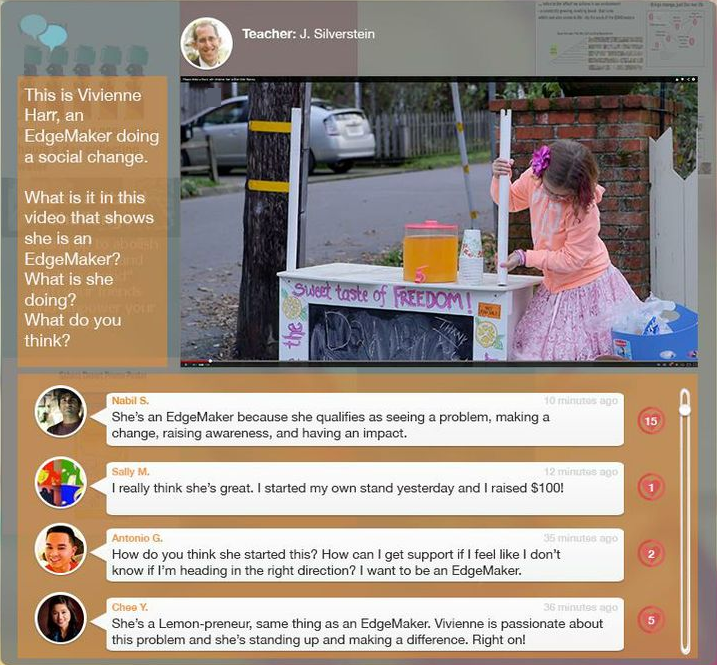 Teacher: J. Silverstein
This is Vivienne
Harr, an
EdgeMaker doing
a social change.
What is it in this
video that shows
she is an
EdgeMaker?
What is she
doing?
What do you
think?
Sweet taste of FREEDOM!
the
THANK
Nabil S.
10 minutes ago
She's an EdgeMaker because she qualifies as seeing a problem, making a
change, raising awareness, and having an impact.
15
Sally M.
12 minutes ago
I really think she's great. I started my own stand yesterday and I raised $100!
1
Antonio G.
35 minutes ago
How do you think she started this? How can I get support if I feel like I don't
know if I'm heading in the right direction? I want to be an EdgeMaker.
2
Chee Y.
36 minutes ago
She's a Lemon-preneur, same thing as an EdgeMaker. Vivienne is passionate about
this problem and she's standing up and making a difference. Right on!
5